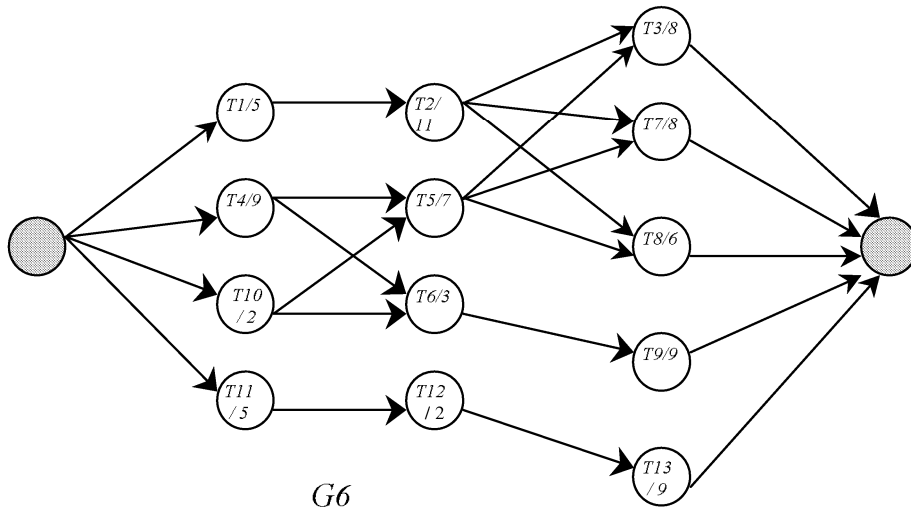 T3/8
T1/5
T2/
11
T7/8
T4/9
T5/7
T8/6
T10
/ 2
T6/3
T9/9
T11
/ 5
T12
/ 2
T13
/ 9
G6